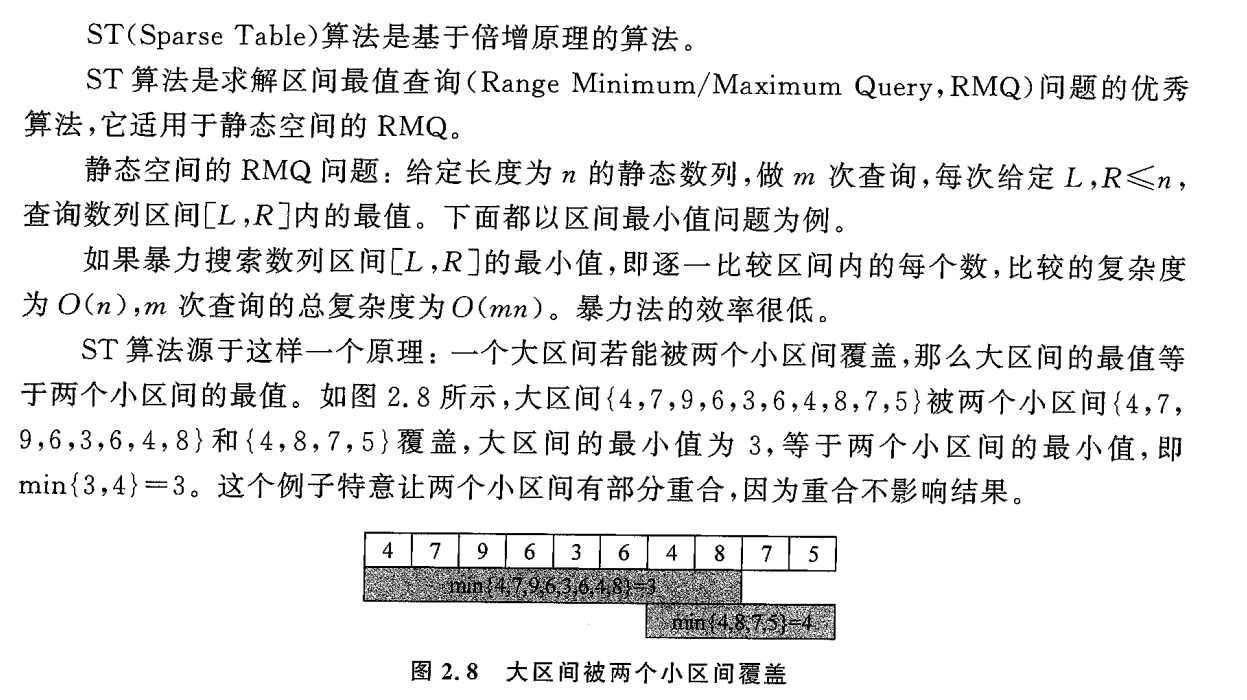 ST(Sparse Table)算法是基于倍增原理的算法。
ST 算法是求解区间最值查询(Range Minimum/Maximum Query,RMQ)问题的优秀
算法,它适用于静态空间的 RMQ。
静态空间的 RMQ 问题: 给定长度为 n 的静态数列,做 m 次查询,每次给定 L,R≤n,
查询数列区间[L,R]内的最值。下面都以区间最小值问题为例。
如果暴力搜索数列区间[L,R]的最小值,即逐一比较区间内的每个数,比较的复杂度
为 O(n),m 次查询的总复杂度为 O(mn)。暴力法的效率很低。
ST 算法源于这样一个原理: 一个大区间若能被两个小区间覆盖,那么大区间的最值等
于两个小区间的最值。如图 2.8 所示,大区间{4,7,9,6,3,6,4,8,7,5}被两个小区间{4,7,
9,6,3,6,4,8}和{4,8,7,5}覆盖,大区间的最小值为 3,等于两个小区间的最小值,即
min{3,4}=3。这个例子特意让两个小区间有部分重合,因为重合不影响结果。
4 7 9 6 3 6 4 8 7 5
min{4,7,9,6,3,6,4,8}=3
min{4,8,7,5}=4
图 2.8 大区间被两个小区间覆盖